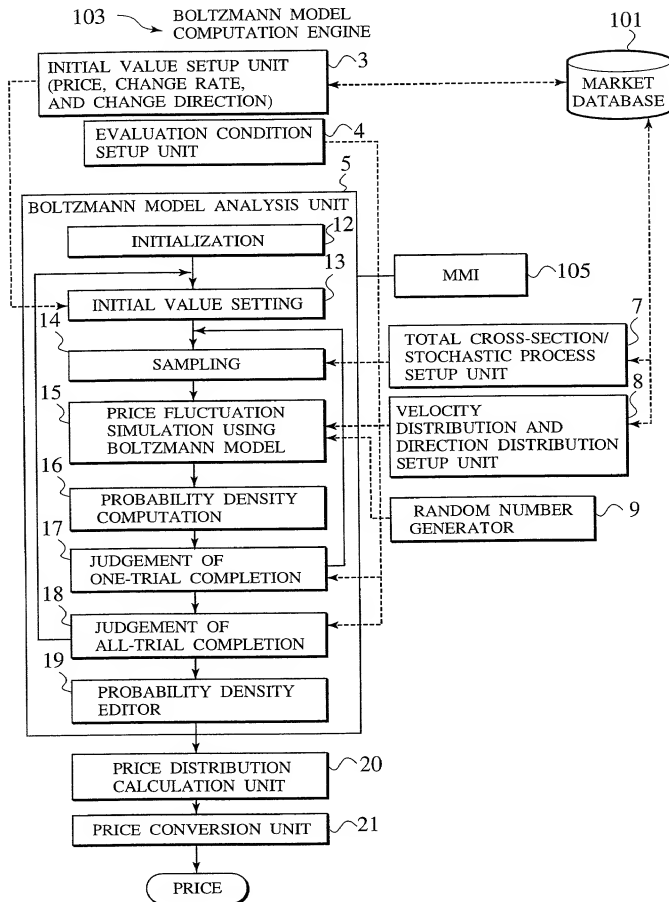 103
BOLTZMANN MODEL
COMPUTATION ENGINE
101
INITIAL VALUE SETUP UNIT
(PRICE, CHANGE RATE,
AND CHANGE DIRECTION)
3
MARKET
DATABASE
EVALUATION CONDITION
SETUP UNIT
4
5
BOLTZMANN MODEL ANALYSIS UNIT
12
INITIALIZATION
13
MMI
105
INITIAL VALUE SETTING
14
7
SAMPLING
TOTAL CROSS-SECTION/
STOCHASTIC PROCESS
SETUP UNIT
15
8
PRICE FLUCTUATION
SIMULATION USING
BOLTZMANN MODEL
VELOCITY
DISTRIBUTION AND
DIRECTION DISTRIBUTION
SETUP UNIT
16
PROBABILITY DENSITY
COMPUTATION
RANDOM NUMBER
GENERATOR
9
17
JUDGEMENT OF
ONE-TRIAL COMPLETION
18
JUDGEMENT OF
ALL-TRIAL COMPLETION
19
PROBABILITY DENSITY
EDITOR
PRICE DISTRIBUTION
CALCULATION UNIT
20
PRICE CONVERSION UNIT
21
PRICE